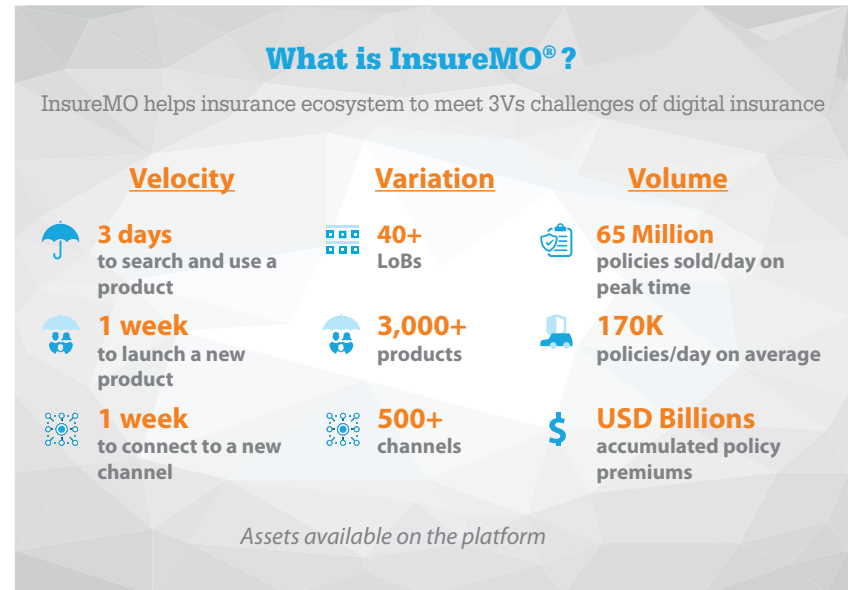 What is InsureMO® ?
InsureMO helps insurance ecosystem to meet 3Vs challenges of digital insurance
Velocity
3 days
to search and use a
product
1 week
to launch a new
product
1 week
to connect to a new
channel
Variation
40+
LoBs
3,000+
products
500+
channels
Volume
65 Million
policies sold/day on
peak time
170K
policies/day on average
USD Billions
accumulated policy
premiums
Assets available on the platform